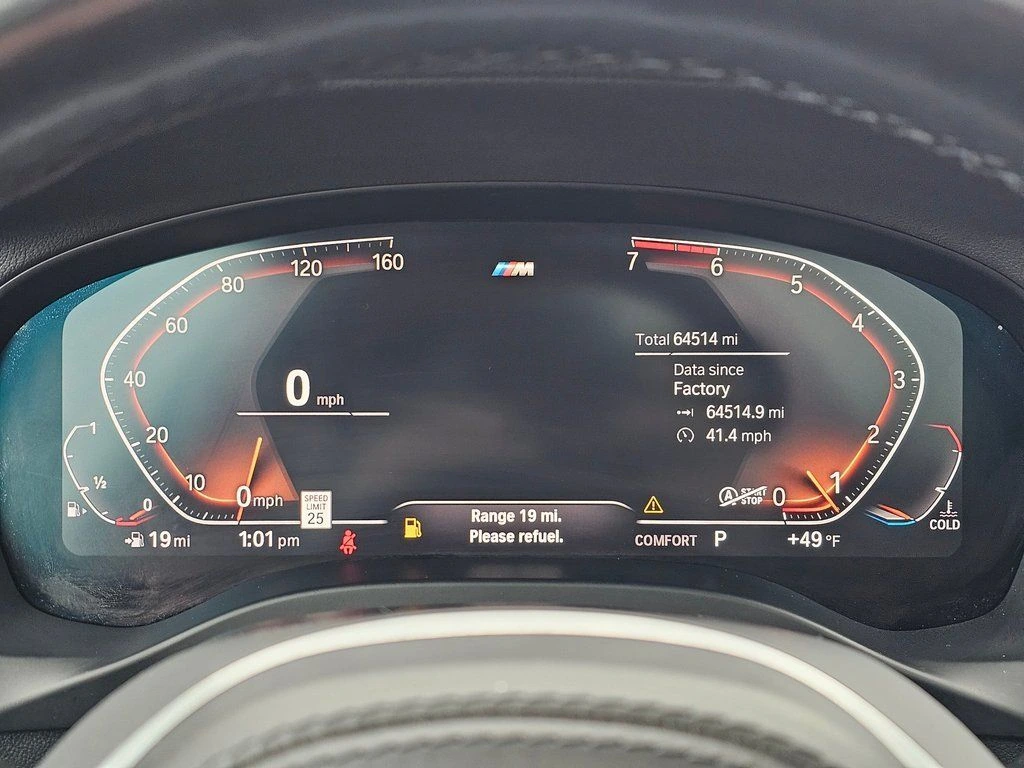 80
120
160
60
40
20
10
0 mph
1
½
0
0 mph
SPEED
LIMIT
25
19 mi
1:01 pm
M
Range 19 mi.
Please refuel.
Total 64514 mi
Data since
Factory
64514.9 mi
41.4 mph
7
6
5
4
3
2
1
0
A START
STOP
COMFORT
P
+49 °F
COLD